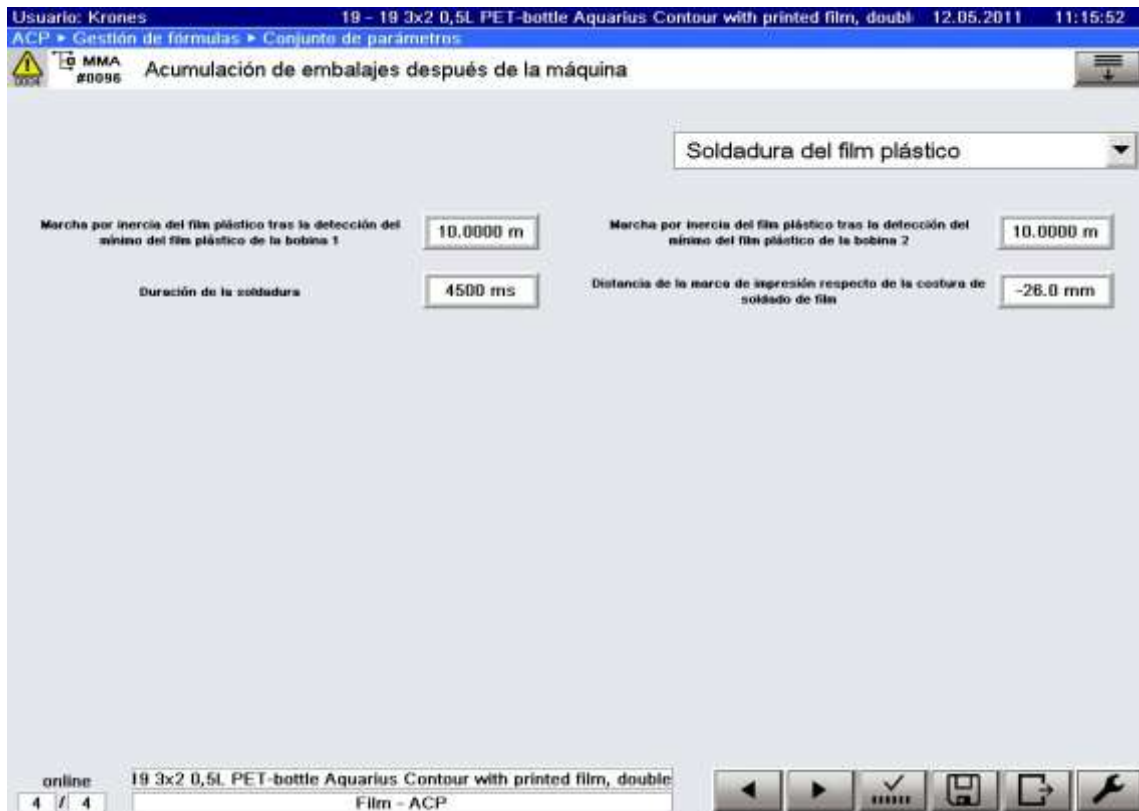 Usuario: Krones 19 - 19 3x2 0,5L PET-bottle Aquarius Contour with printed film, doubl 12.05.2011 11:15:52
ACP ▸ Gestión de fórmulas ▸ Conjunto de parámetros
0004 MMA #0096 Acumulación de embalajes después de la máquina
Soldadura del film plástico
Marcha por inercia del film plástico tras la detección del mínimo del film plástico de la bobina 1
10.0000 m
Marcha por inercia del film plástico tras la detección del mínimo del film plástico de la bobina 2
10.0000 m
Duración de la soldadura
4500 ms
Distancia de la marca de impresión respecto de la costura de soldado de film
-26.0 mm
online
4 / 4
19 3x2 0,5L PET-bottle Aquarius Contour with printed film, double
Film - ACP